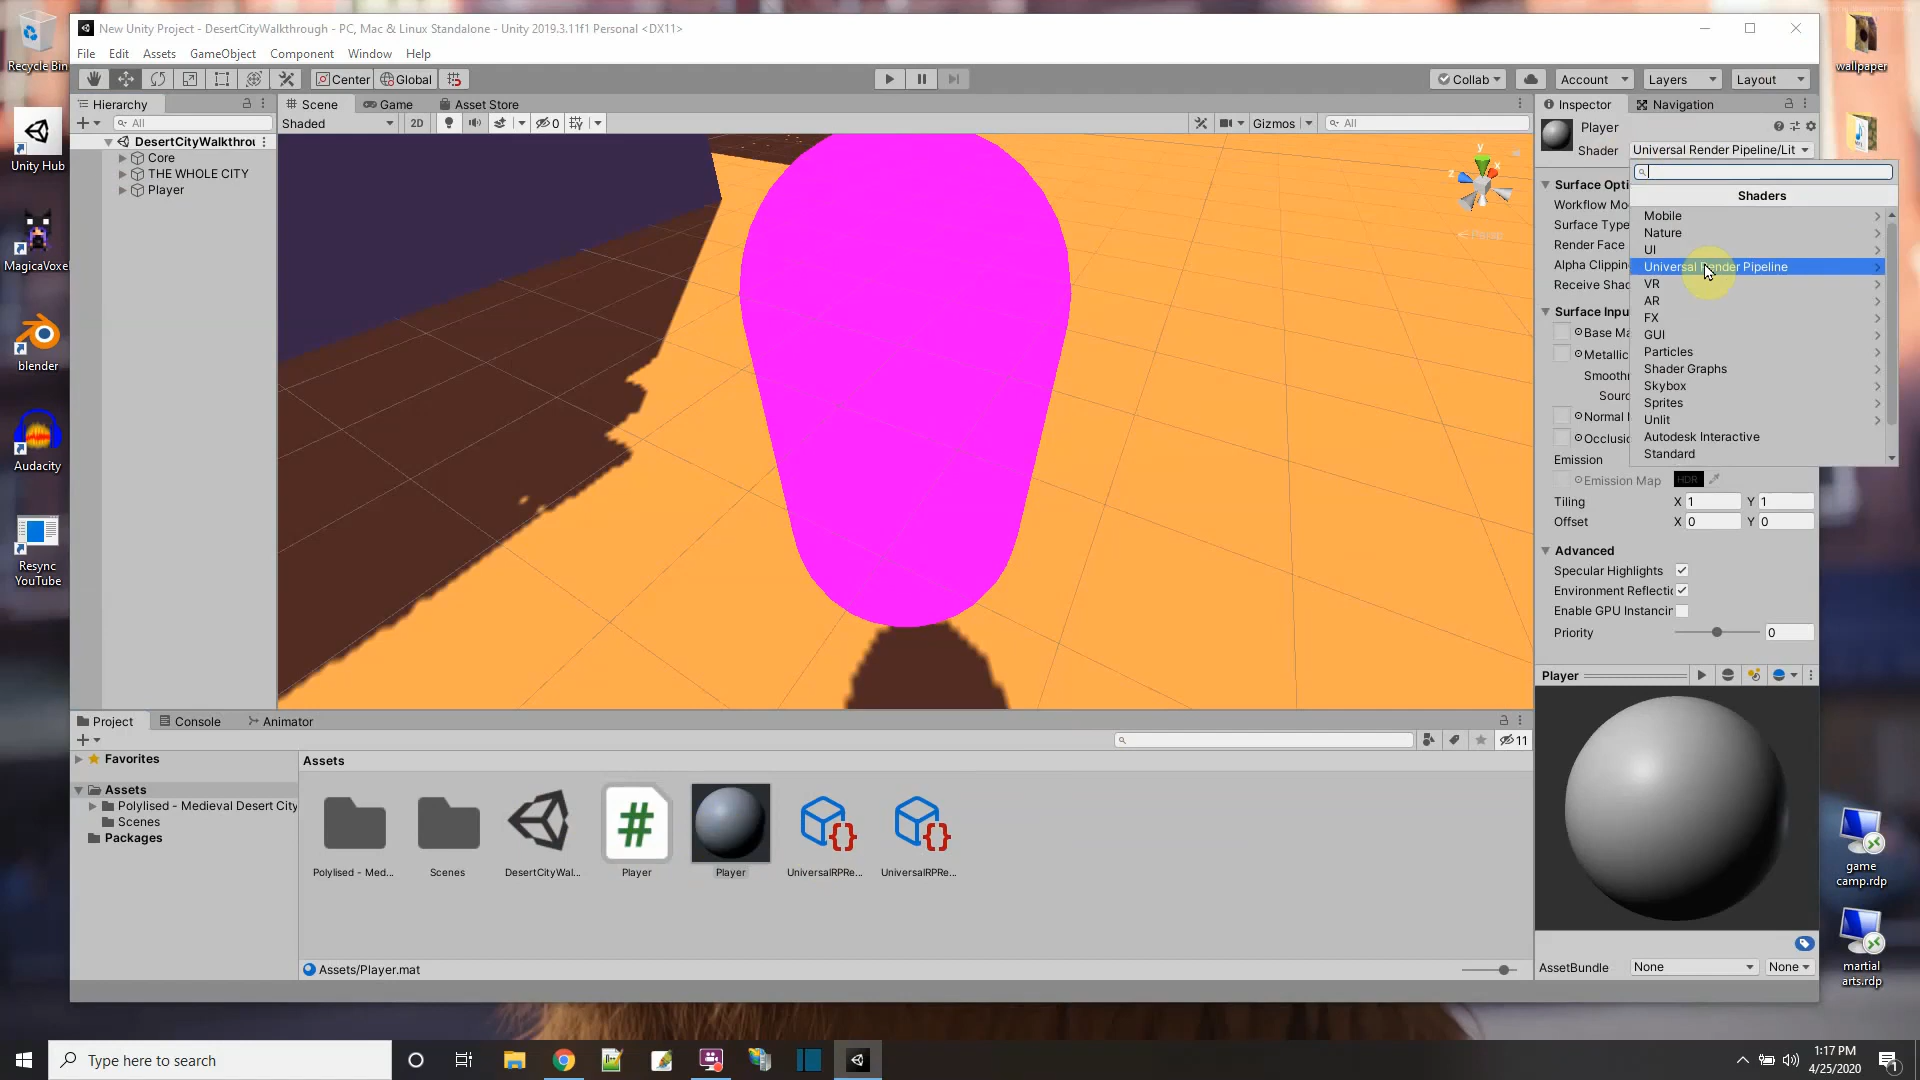 Recycle Bin
Unity Hub
MagicaVoxel
blender
Audacity
Resync
YouTube
New Unity Project - DesertCityWalkthrough - PC, Mac & Linux Standalone - Unity 2019.3.11f1 Personal <DX11>
File Edit Assets GameObject Component Window Help
Center Global Collab Account Layers Layout
Hierarchy
All
DesertCityWalkthrou
Core
THE WHOLE CITY
Player
Scene Game Asset Store
Shaded 2D 0 Gizmos All
y
x
z
Persp
Inspector Navigation
Player
Shader Universal Render Pipeline/Lit
Surface Opti
Workflow Mo
Surface Type
Render Face
Alpha Clippin
Receive Shad
Surface Input
Base Ma
Metallic
Smooth
Sourc
Normal
Occlusi
Shaders
Mobile
Nature
UI
Universal Render Pipeline
VR
AR
FX
GUI
Particles
Shader Graphs
Skybox
Sprites
Unlit
Autodesk Interactive
Standard
Emission
Emission Map HDR
Tiling X 1 Y 1
Offset X 0 Y 0
Advanced
Specular Highlights
Environment Reflectic
Enable GPU Instancin
Priority 0
Player
AssetBundle None None
Project Console Animator
11
Favorites
Assets
Polylised - Medieval Desert City
Scenes
Packages
Assets
Polylised - Med...
Scenes
DesertCityWal...
Player
Player
UniversalRPRe...
UniversalRPRe...
Assets/Player.mat
wallpaper
game
camp.rdp
martial
arts.rdp
Type here to search
1:17 PM
4/25/2020
1